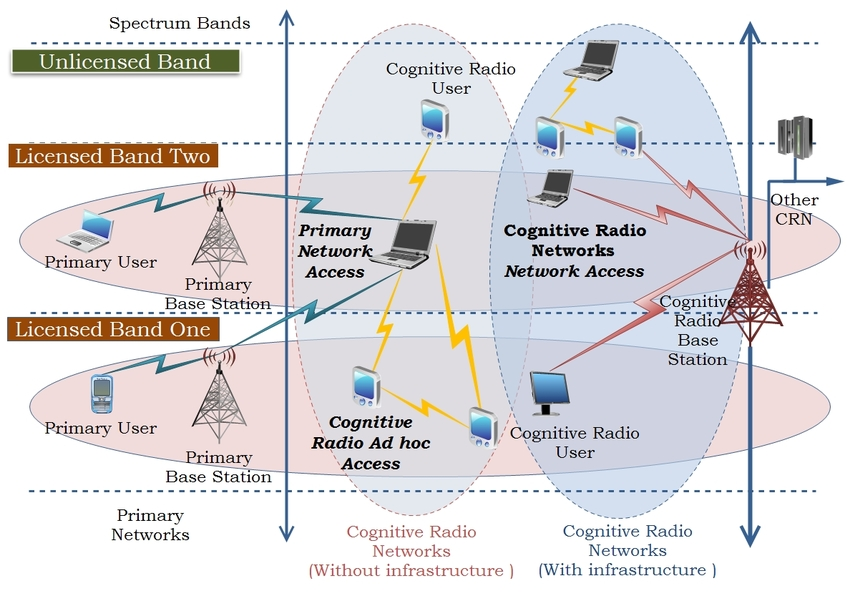 Spectrum Bands
Unlicensed Band
Cognitive Radio
User
Licensed Band Two
Other
CRN
Primary User
Primary
Base Station
Primary
Network
Access
Cognitive Radio
Networks
Network Access
Cognitive
Radio
Base
Station
Licensed Band One
Primary User
Primary
Base Station
Cognitive
Radio Ad hoc
Access
Cognitive Radio
User
Primary
Networks
Cognitive Radio
Networks
(Without infrastructure )
Cognitive Radio
Networks
(With infrastructure )